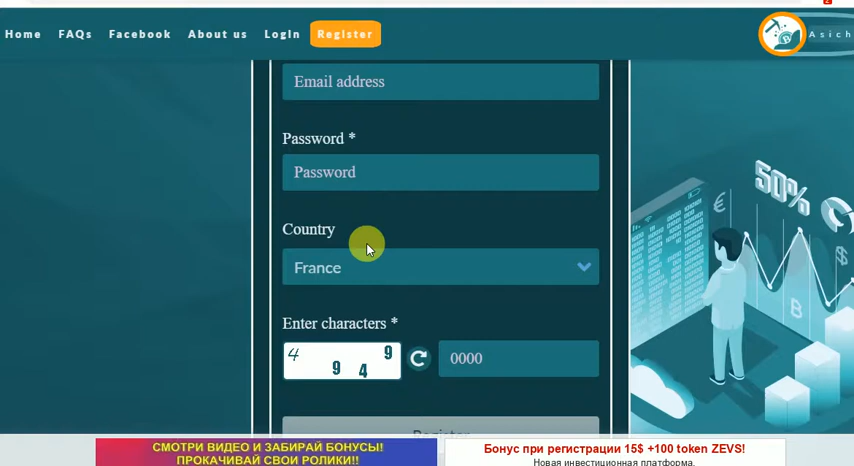 Home FAQs Facebook About us LogIn Register
Asich
Email address
Password *
Password
Country
France
Enter characters *
4 9 4 9
0000
Register
50%
СМОТРИ ВИДЕО И ЗАБИРАЙ БОНУСЫ!
ПРОКАЧИВАЙ СВОИ РОЛИКИ!!
Бонус при регистрации 15$ +100 token ZEVS!
Новая инвестиционная платформа.